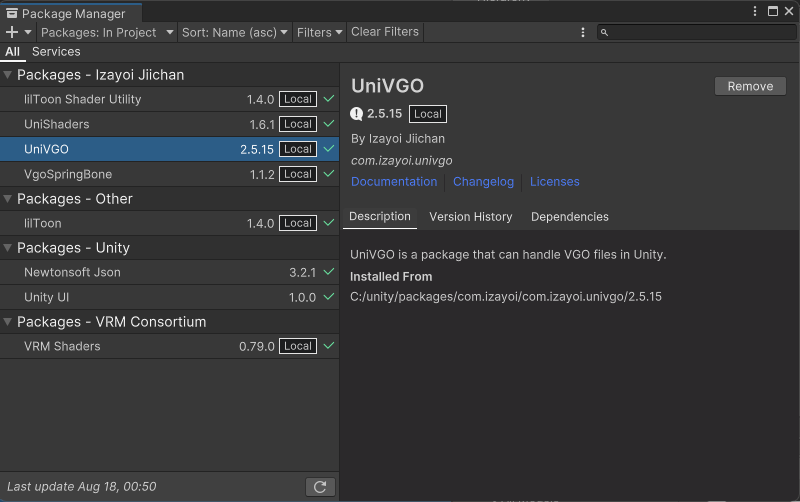 Package Manager
Packages: In Project
Sort: Name (asc)
Filters
Clear Filters
All
Services
Packages - Izayoi Jiichan
lilToon Shader Utility 1.4.0 Local
UniShaders 1.6.1 Local
UniVGO 2.5.15 Local
VgoSpringBone 1.1.2 Local
Packages - Other
lilToon 1.4.0 Local
Packages - Unity
Newtonsoft Json 3.2.1
Unity UI 1.0.0
Packages - VRM Consortium
VRM Shaders 0.79.0 Local
Last update Aug 18, 00:50
UniVGO
Remove
2.5.15 Local
By Izayoi Jiichan
com.izayoi.univgo
Documentation
Changelog
Licenses
Description
Version History
Dependencies
UniVGO is a package that can handle VGO files in Unity.
Installed From
C:/unity/packages/com.izayoi/com.izayoi.univgo/2.5.15